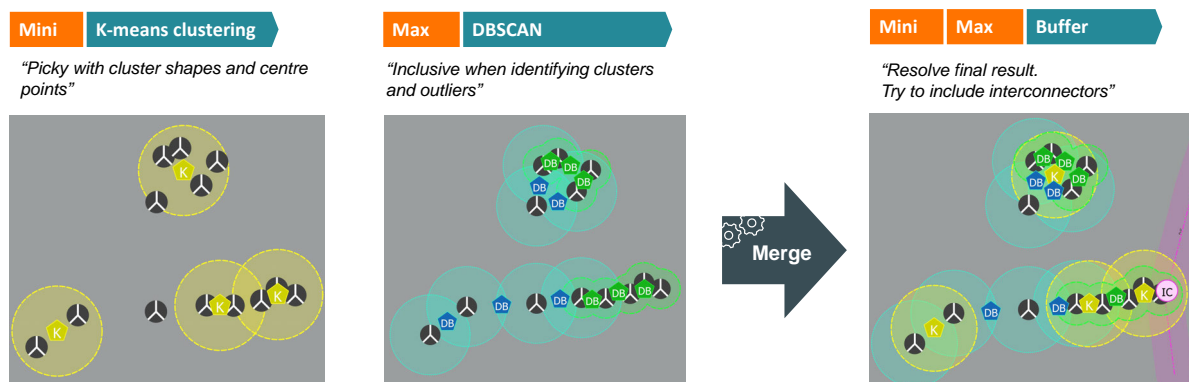 Mini
K-means clustering
"Picky with cluster shapes and centre
points"
K
K
K
K
Max
DBSCAN
"Inclusive when identifying clusters
and outliers"
DB
DB
DB
DB
DB
DB
DB
DB
DB
DB
DB
Merge
Mini
Max
Buffer
"Resolve final result.
Try to include interconnectors"
DB
DB
DB
K
DB
DB
K
DB
DB
K
DB
K
IC